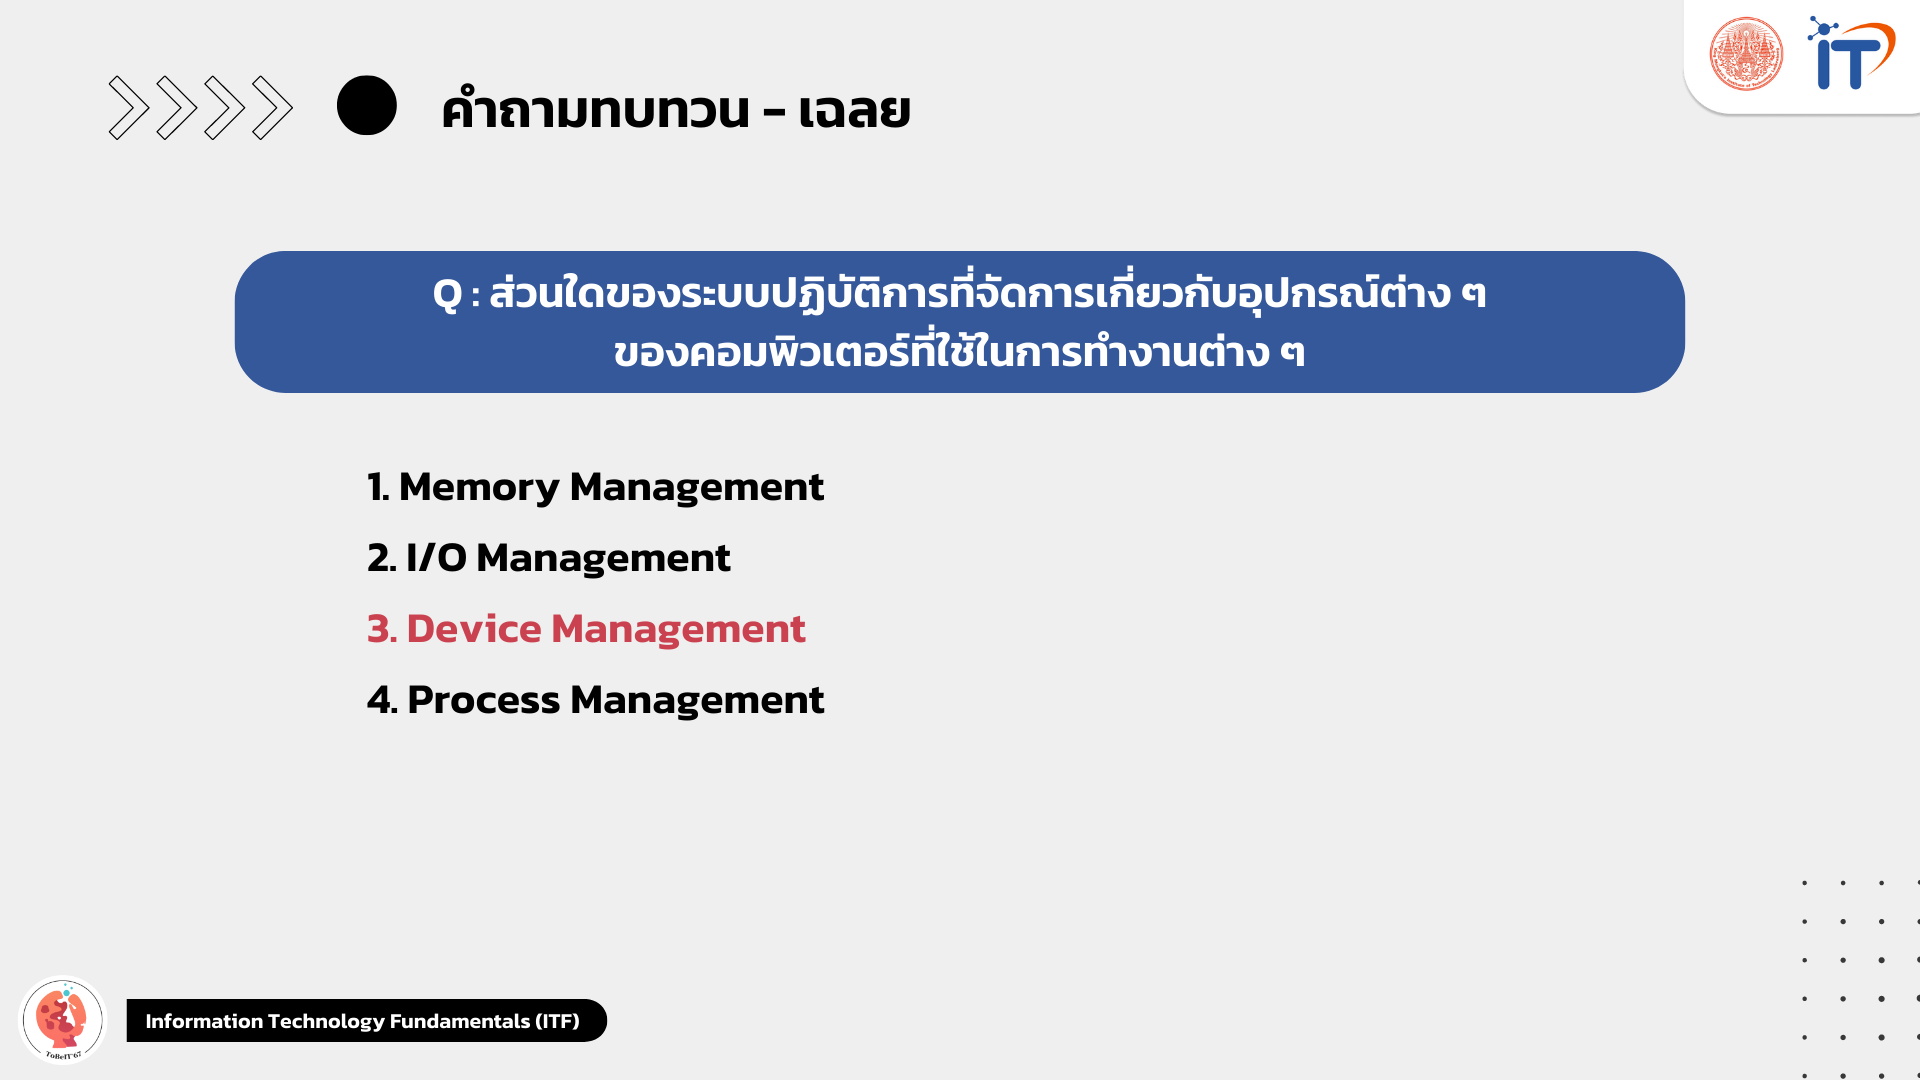 คำถามทบทวน - เฉลย
Q : ส่วนใดของระบบปฏิบัติการที่จัดการเกี่ยวกับอุปกรณ์ต่าง ๆ
ของคอมพิวเตอร์ที่ใช้ในการทำงานต่าง ๆ
1. Memory Management
2. I/O Management
3. Device Management
4. Process Management
IT
ToBeIT'67
Information Technology Fundamentals (ITF)